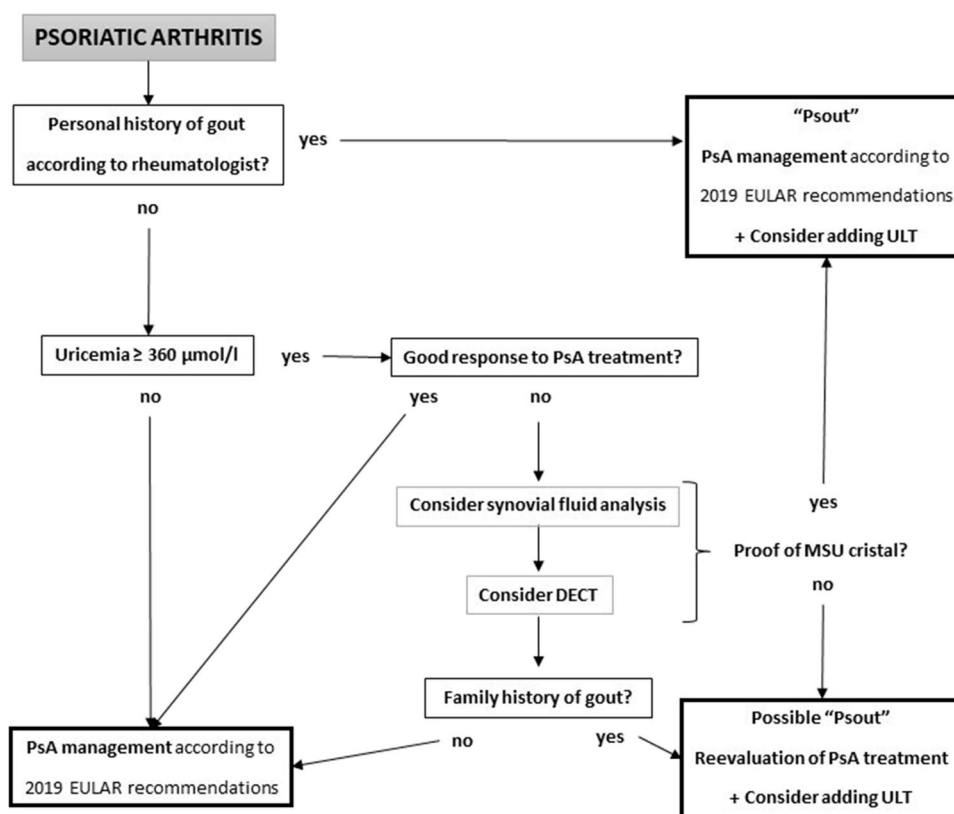 PSORIATIC ARTHRITIS
Personal history of gout
according to rheumatologist?
yes
no
"Psout"
PsA management according to
2019 EULAR recommendations
+ Consider adding ULT
Uricemia ≥ 360 µmol/l
yes
no
Good response to PsA treatment?
yes
no
Consider synovial fluid analysis
Consider DECT
Proof of MSU cristal?
yes
no
Family history of gout?
no
yes
PsA management according to
2019 EULAR recommendations
Possible "Psout"
Reevaluation of PsA treatment
+ Consider adding ULT